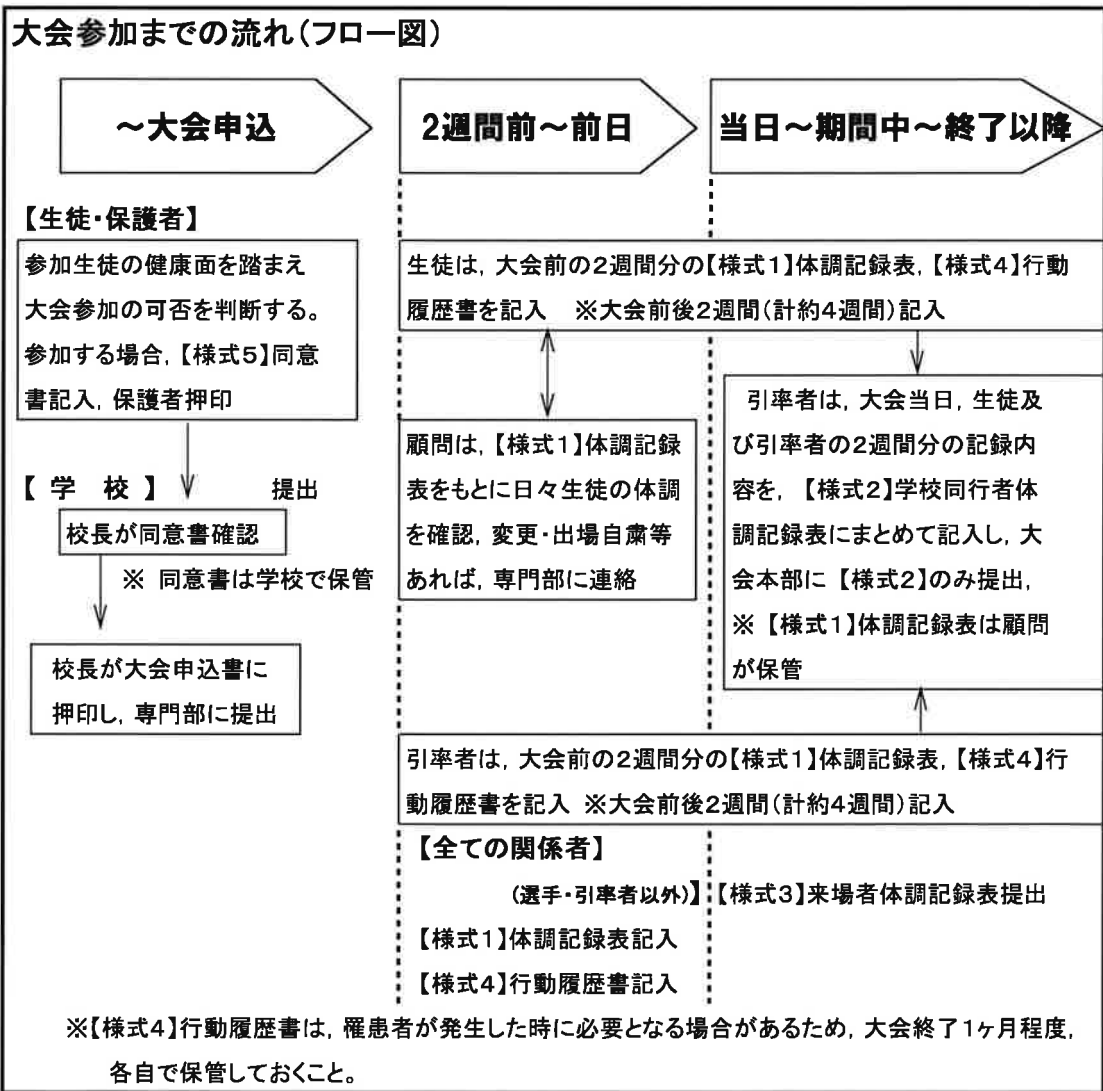 大会参加までの流れ(フロー図)
～大会申込
2週間前～前日
当日～期間中～終了以降
【生徒・保護者】
参加生徒の健康面を踏まえ
大会参加の可否を判断する。
参加する場合,【様式5】同意
書記入, 保護者押印
【 学 校 】 提出
校長が同意書確認
※ 同意書は学校で保管
校長が大会申込書に
押印し, 専門部に提出
生徒は, 大会前の2週間分の【様式1】体調記録表,【様式4】行動
履歴書を記入 ※大会前後2週間(計約4週間)記入
顧問は,【様式1】体調記録
表をもとに日々生徒の体調
を確認, 変更・出場自粛等
あれば, 専門部に連絡
引率者は, 大会当日, 生徒及
び引率者の2週間分の記録内
容を, 【様式2】学校同行者体
調記録表にまとめて記入し, 大
会本部に 【様式2】のみ提出,
※ 【様式1】体調記録表は顧問
が保管
引率者は, 大会前の2週間分の【様式1】体調記録表,【様式4】行
動履歴書を記入 ※大会前後2週間(計約4週間)記入
【全ての関係者】
(選手・引率者以外)】
【様式3】来場者体調記録表提出
【様式1】体調記録表記入
【様式4】行動履歴書記入
※【様式4】行動履歴書は, 罹患者が発生した時に必要となる場合があるため, 大会終了1ヶ月程度,
各自で保管しておくこと。